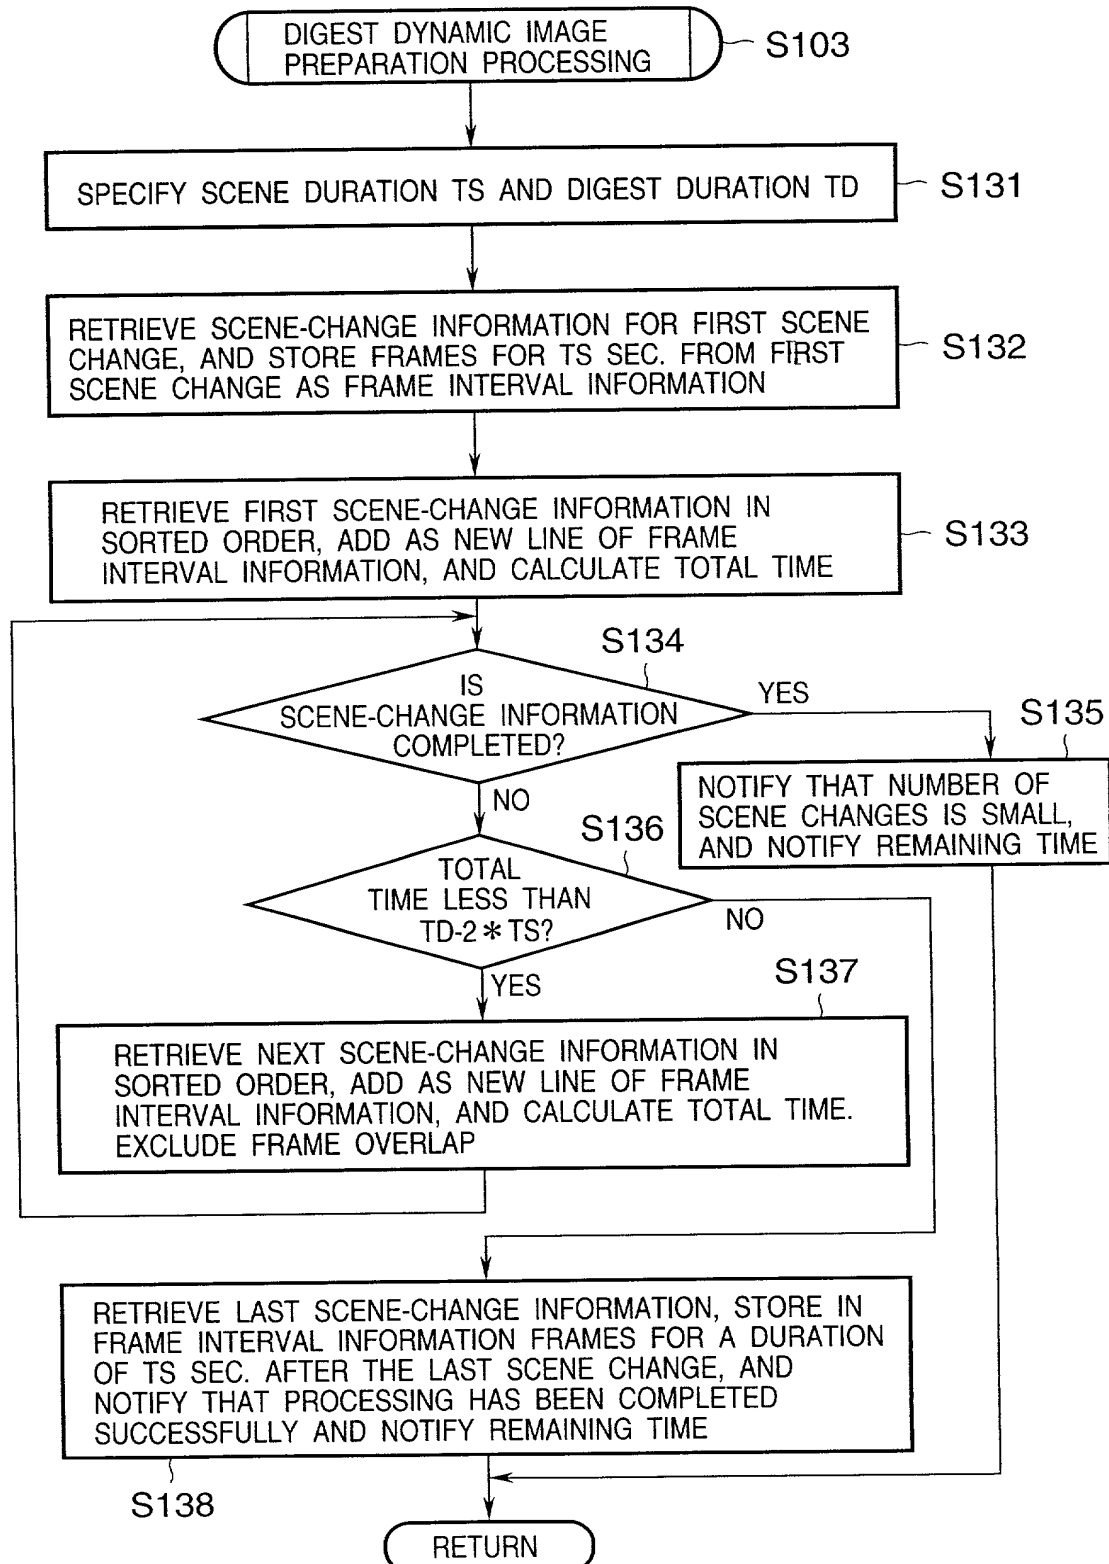 DIGEST DYNAMIC IMAGE
PREPARATION PROCESSING
S103
SPECIFY SCENE DURATION TS AND DIGEST DURATION TD
S131
RETRIEVE SCENE-CHANGE INFORMATION FOR FIRST SCENE
CHANGE, AND STORE FRAMES FOR TS SEC. FROM FIRST
SCENE CHANGE AS FRAME INTERVAL INFORMATION
S132
RETRIEVE FIRST SCENE-CHANGE INFORMATION IN
SORTED ORDER, ADD AS NEW LINE OF FRAME
INTERVAL INFORMATION, AND CALCULATE TOTAL TIME
S133
S134
IS
SCENE-CHANGE INFORMATION
COMPLETED?
YES
NO
S135
NOTIFY THAT NUMBER OF
SCENE CHANGES IS SMALL,
AND NOTIFY REMAINING TIME
S136
TOTAL
TIME LESS THAN
TD-2*TS?
NO
YES
S137
RETRIEVE NEXT SCENE-CHANGE INFORMATION IN
SORTED ORDER, ADD AS NEW LINE OF FRAME
INTERVAL INFORMATION, AND CALCULATE TOTAL TIME.
EXCLUDE FRAME OVERLAP
RETRIEVE LAST SCENE-CHANGE INFORMATION, STORE IN
FRAME INTERVAL INFORMATION FRAMES FOR A DURATION
OF TS SEC. AFTER THE LAST SCENE CHANGE, AND
NOTIFY THAT PROCESSING HAS BEEN COMPLETED
SUCCESSFULLY AND NOTIFY REMAINING TIME
S138
RETURN